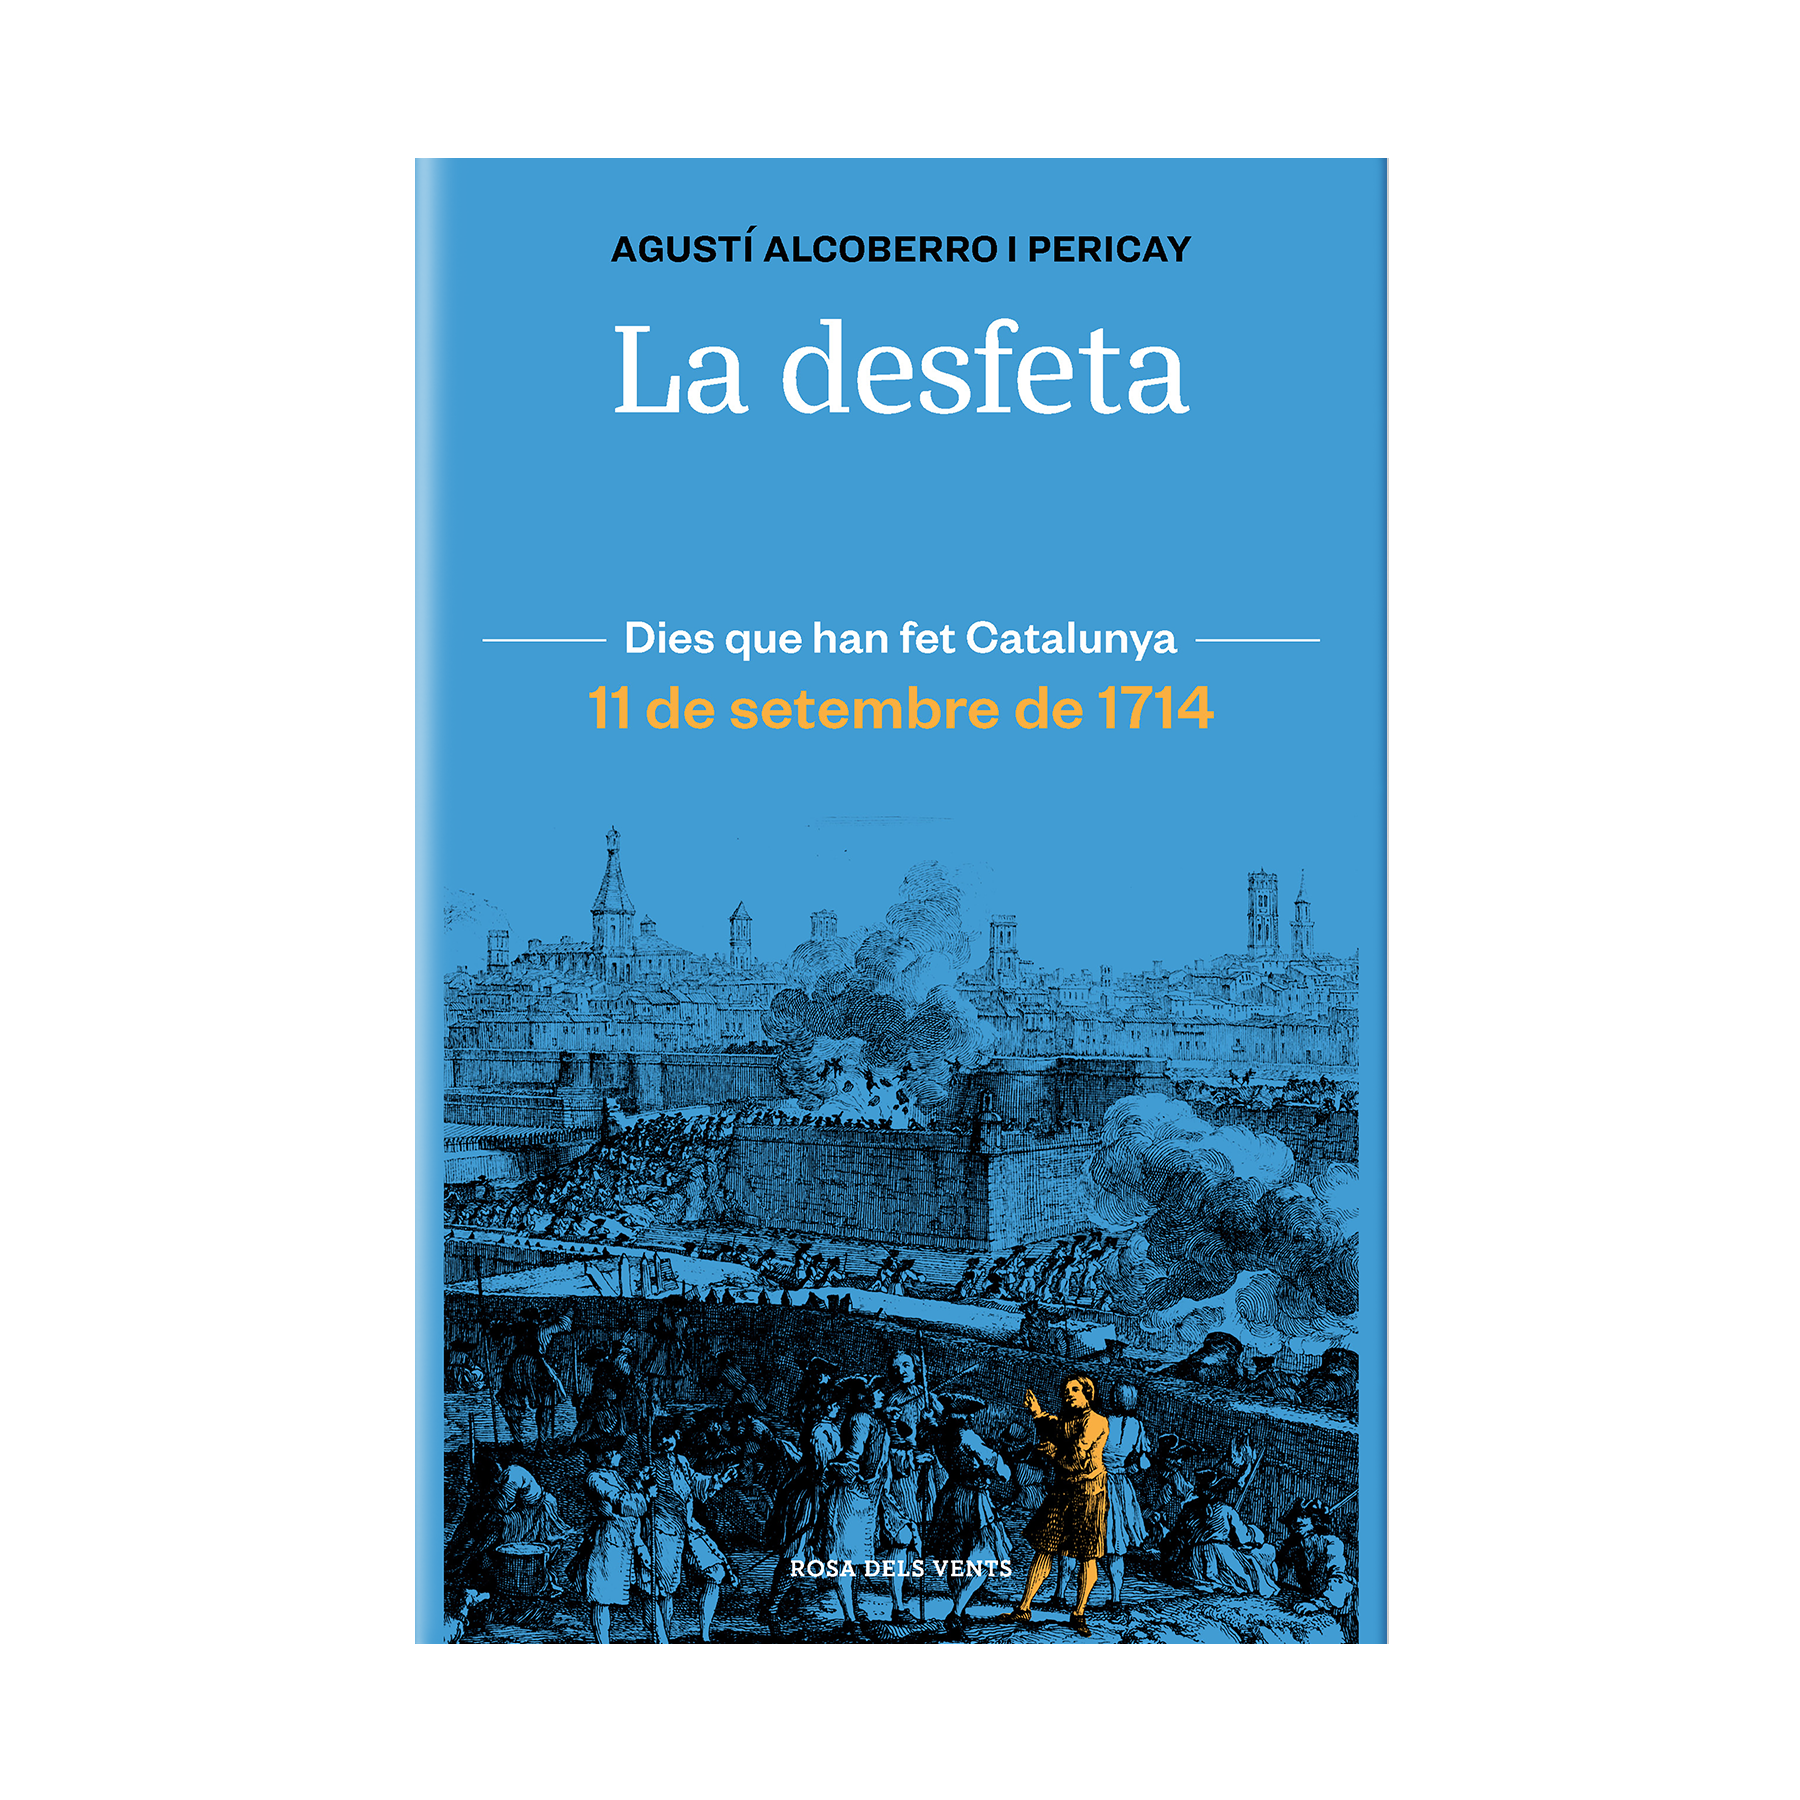 AGUSTÍ ALCOBERRO I PERICAY
La desfeta
Dies que han fet Catalunya
11 de setembre de 1714
ROSA DELS VENTS